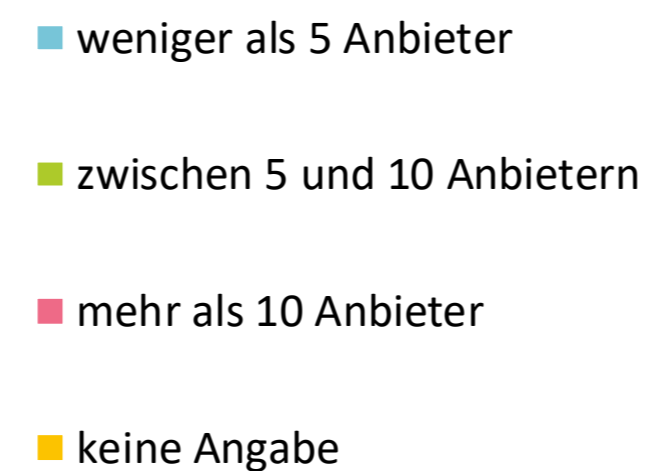 weniger als 5 Anbieter
zwischen 5 und 10 Anbietern
mehr als 10 Anbieter
keine Angabe